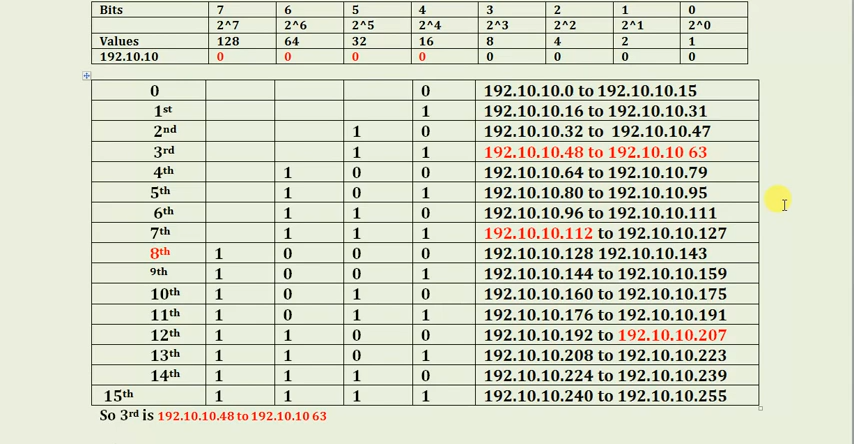 Bits 7 6 5 4 3 2 1 0
2^7 2^6 2^5 2^4 2^3 2^2 2^1 2^0
Values 128 64 32 16 8 4 2 1
192.10.10 0 0 0 0 0 0 0 0
0 0 192.10.10.0 to 192.10.10.15
1st 1 192.10.10.16 to 192.10.10.31
2nd 1 0 192.10.10.32 to 192.10.10.47
3rd 1 1 192.10.10.48 to 192.10.10 63
4th 1 0 0 192.10.10.64 to 192.10.10.79
5th 1 0 1 192.10.10.80 to 192.10.10.95
6th 1 1 0 192.10.10.96 to 192.10.10.111
7th 1 1 1 192.10.10.112 to 192.10.10.127
8th 1 0 0 0 192.10.10.128 192.10.10.143
9th 1 0 0 1 192.10.10.144 to 192.10.10.159
10th 1 0 1 0 192.10.10.160 to 192.10.10.175
11th 1 0 1 1 192.10.10.176 to 192.10.10.191
12th 1 1 0 0 192.10.10.192 to 192.10.10.207
13th 1 1 0 1 192.10.10.208 to 192.10.10.223
14th 1 1 1 0 192.10.10.224 to 192.10.10.239
15th 1 1 1 1 192.10.10.240 to 192.10.10.255
So 3rd is 192.10.10.48 to 192.10.10 63